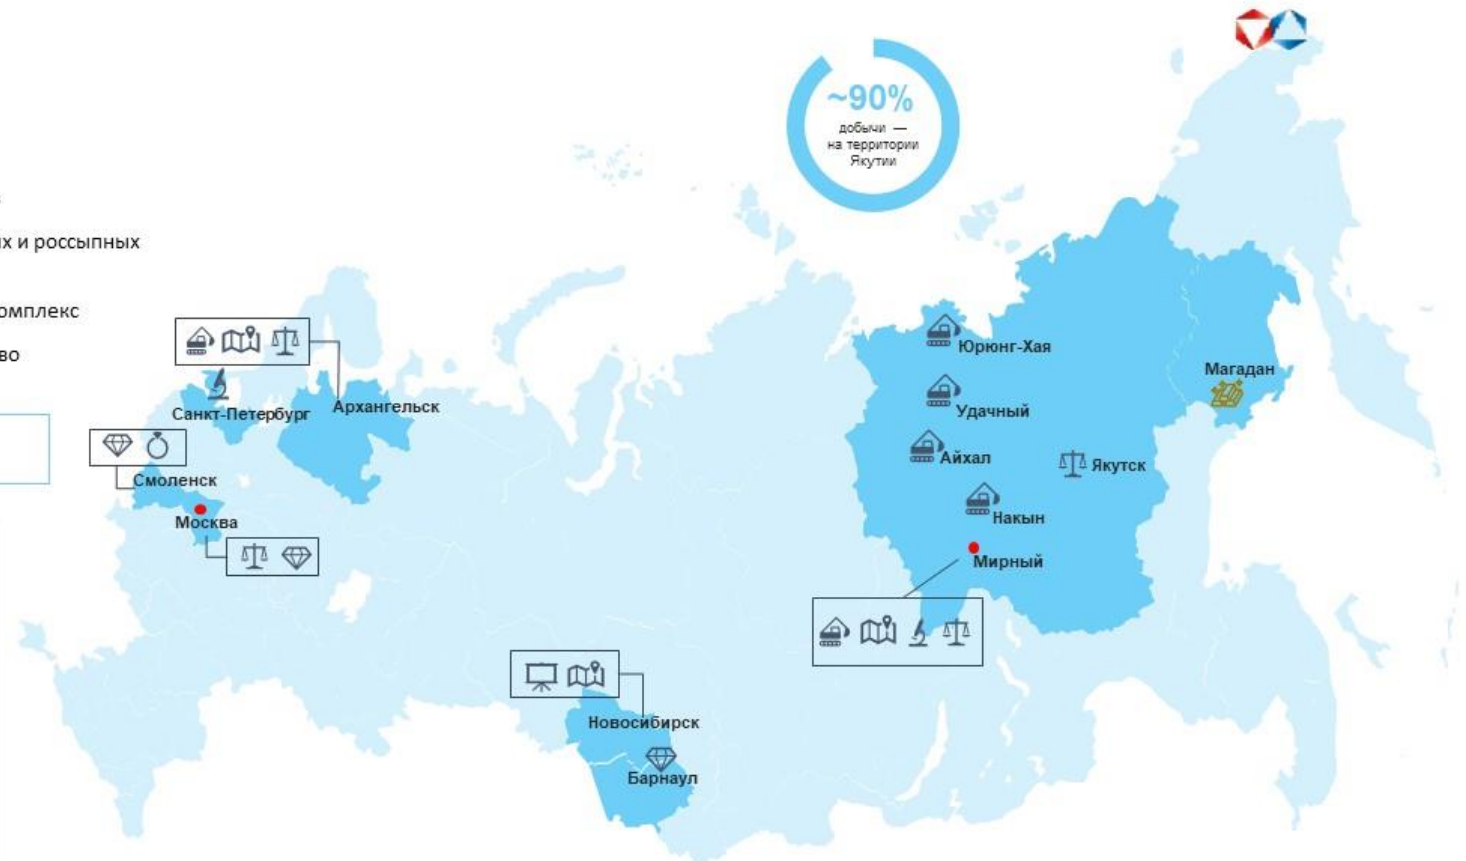 ~90%
добычи —
на территории
Якутии
х и россыпных
омплекс
во
Юрюнг-Хая
Магадан
Удачный
Санкт-Петербург
Архангельск
Айхал
Якутск
Смоленск
Накын
Москва
Мирный
Новосибирск
Барнаул